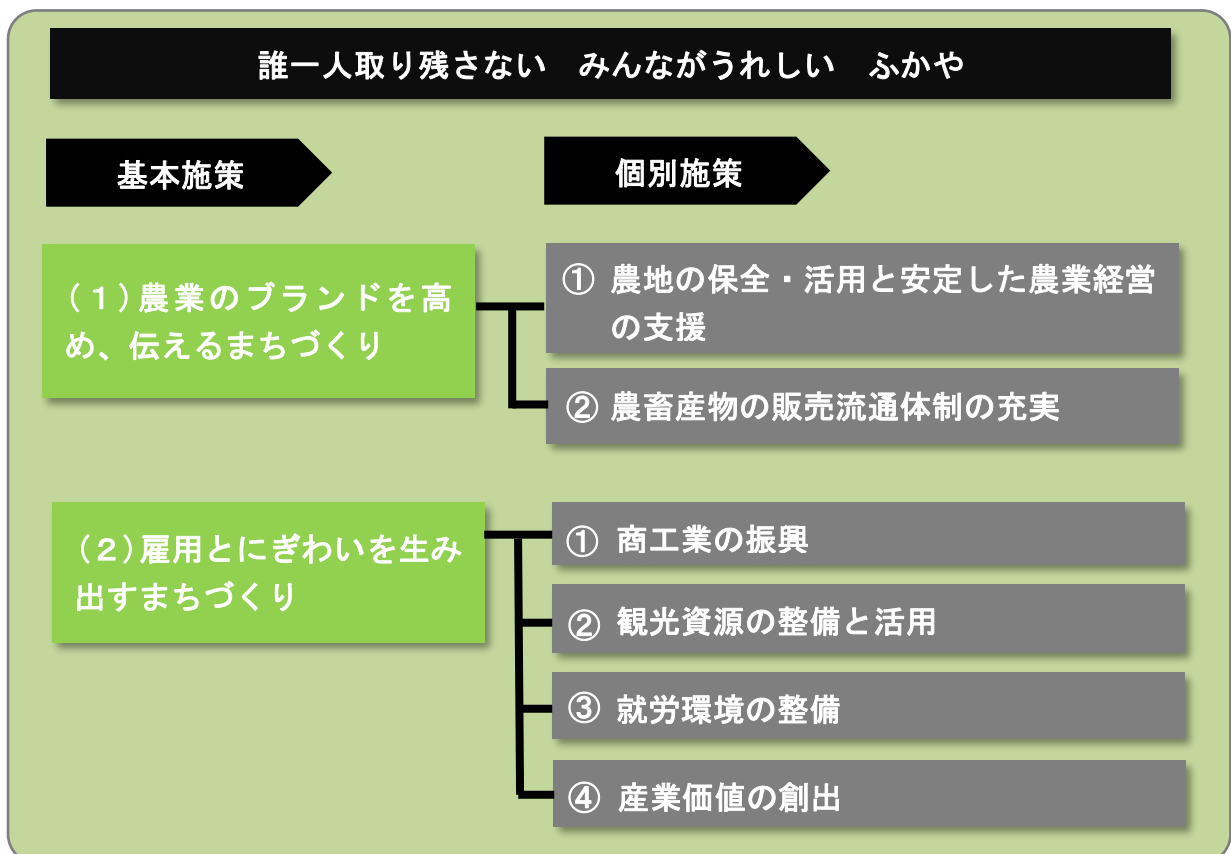 誰一人取り残さない　みんながうれしい　ふかや
基本施策
個別施策
（１）農業のブランドを高
め、伝えるまちづくり
① 農地の保全・活用と安定した農業経営
の支援
② 農畜産物の販売流通体制の充実
（２）雇用とにぎわいを生み
出すまちづくり
① 商工業の振興
② 観光資源の整備と活用
③ 就労環境の整備
④ 産業価値の創出